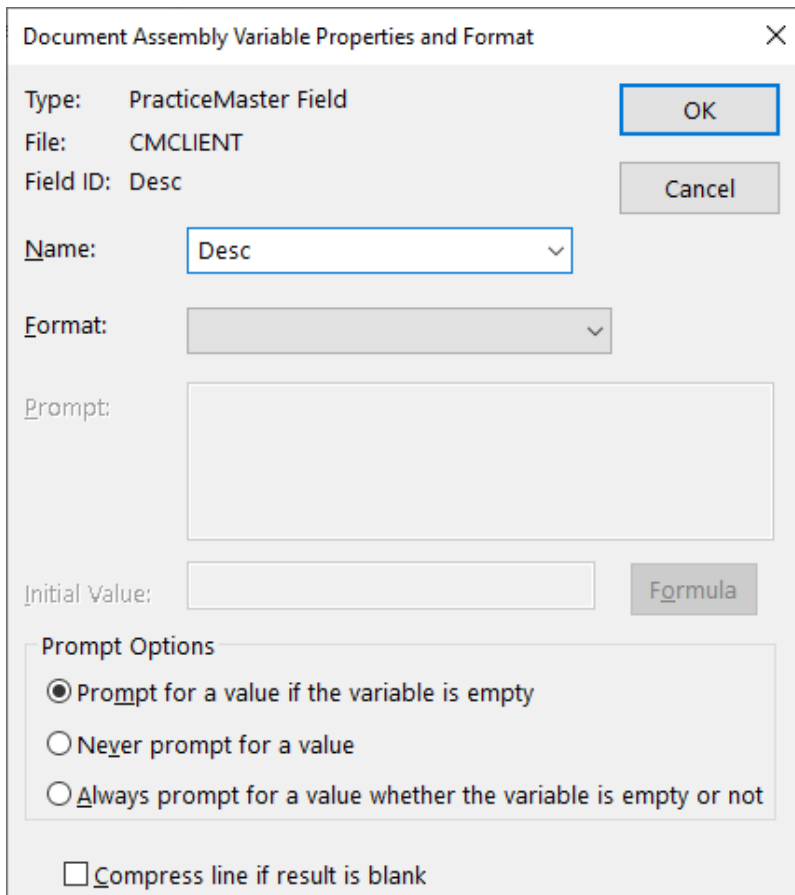 Document Assembly Variable Properties and Format
Type: PracticeMaster Field
OK
File: CMCLIENT
Field ID: Desc
Cancel
Name: Desc
Format:
Prompt:
Initial Value:
Formula
Prompt Options
Prompt for a value if the variable is empty
Never prompt for a value
Always prompt for a value whether the variable is empty or not
Compress line if result is blank